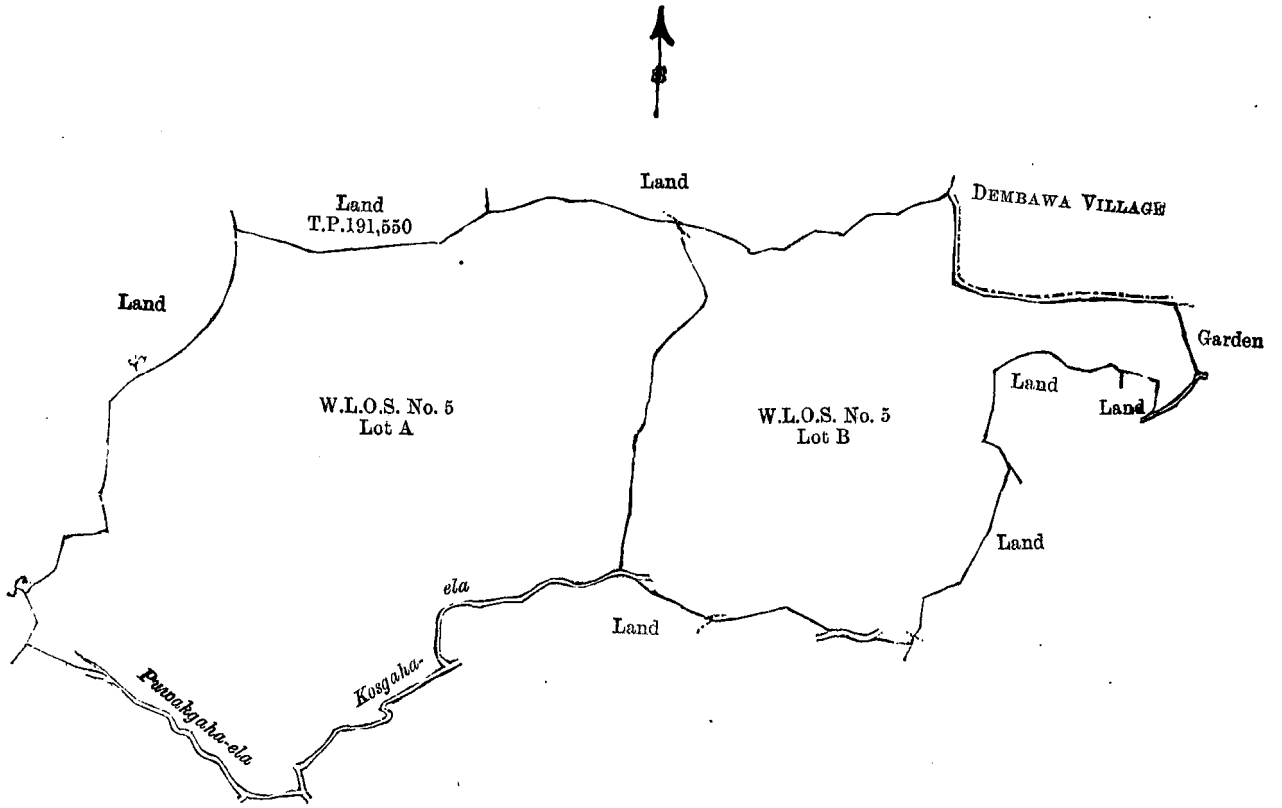 Land
DEMBAWA VILLAGE
Land
T.P.191,550
Land
Garden
Land
Land
W.L.O.S. No. 5
Lot A
W.L.O.S. No. 5
Lot B
Land
ela
Land
Kosgaha-
Puwakgaha-ela